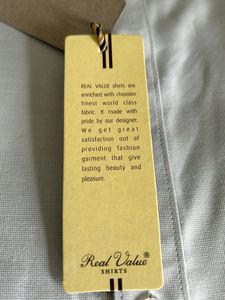 REAL VALUE shirts are
enriched with choosen
finest world class
fabric. It made with
pride by our designer.
We get great
satisfaction out of
providing fashion
garment that give
lasting beauty and
pleasure.
Real Value®
SHIRTS